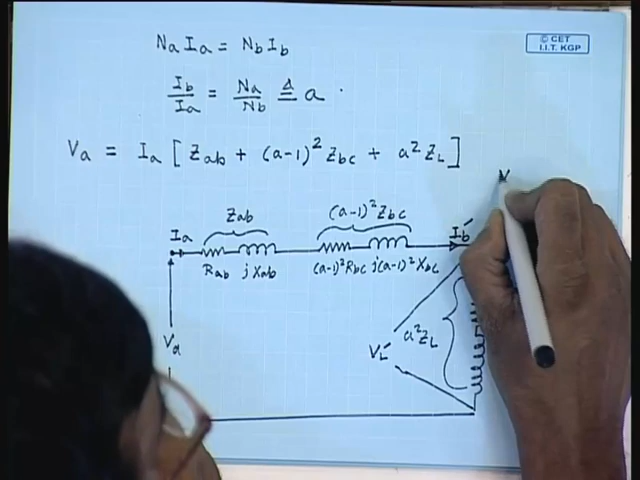 © CET
I.I.T. KGP
NaIa = NbIb
Ib/Ia = Na/Nb ≜ a .
Va = Ia [ Zab + (a-1)² Zbc + a² ZL ]
V
Zab (a-1)² Zbc
Ia Ib′
Rab jXab (a-1)² Rbc j(a-1)² Xbc
a² ZL
Va VL′